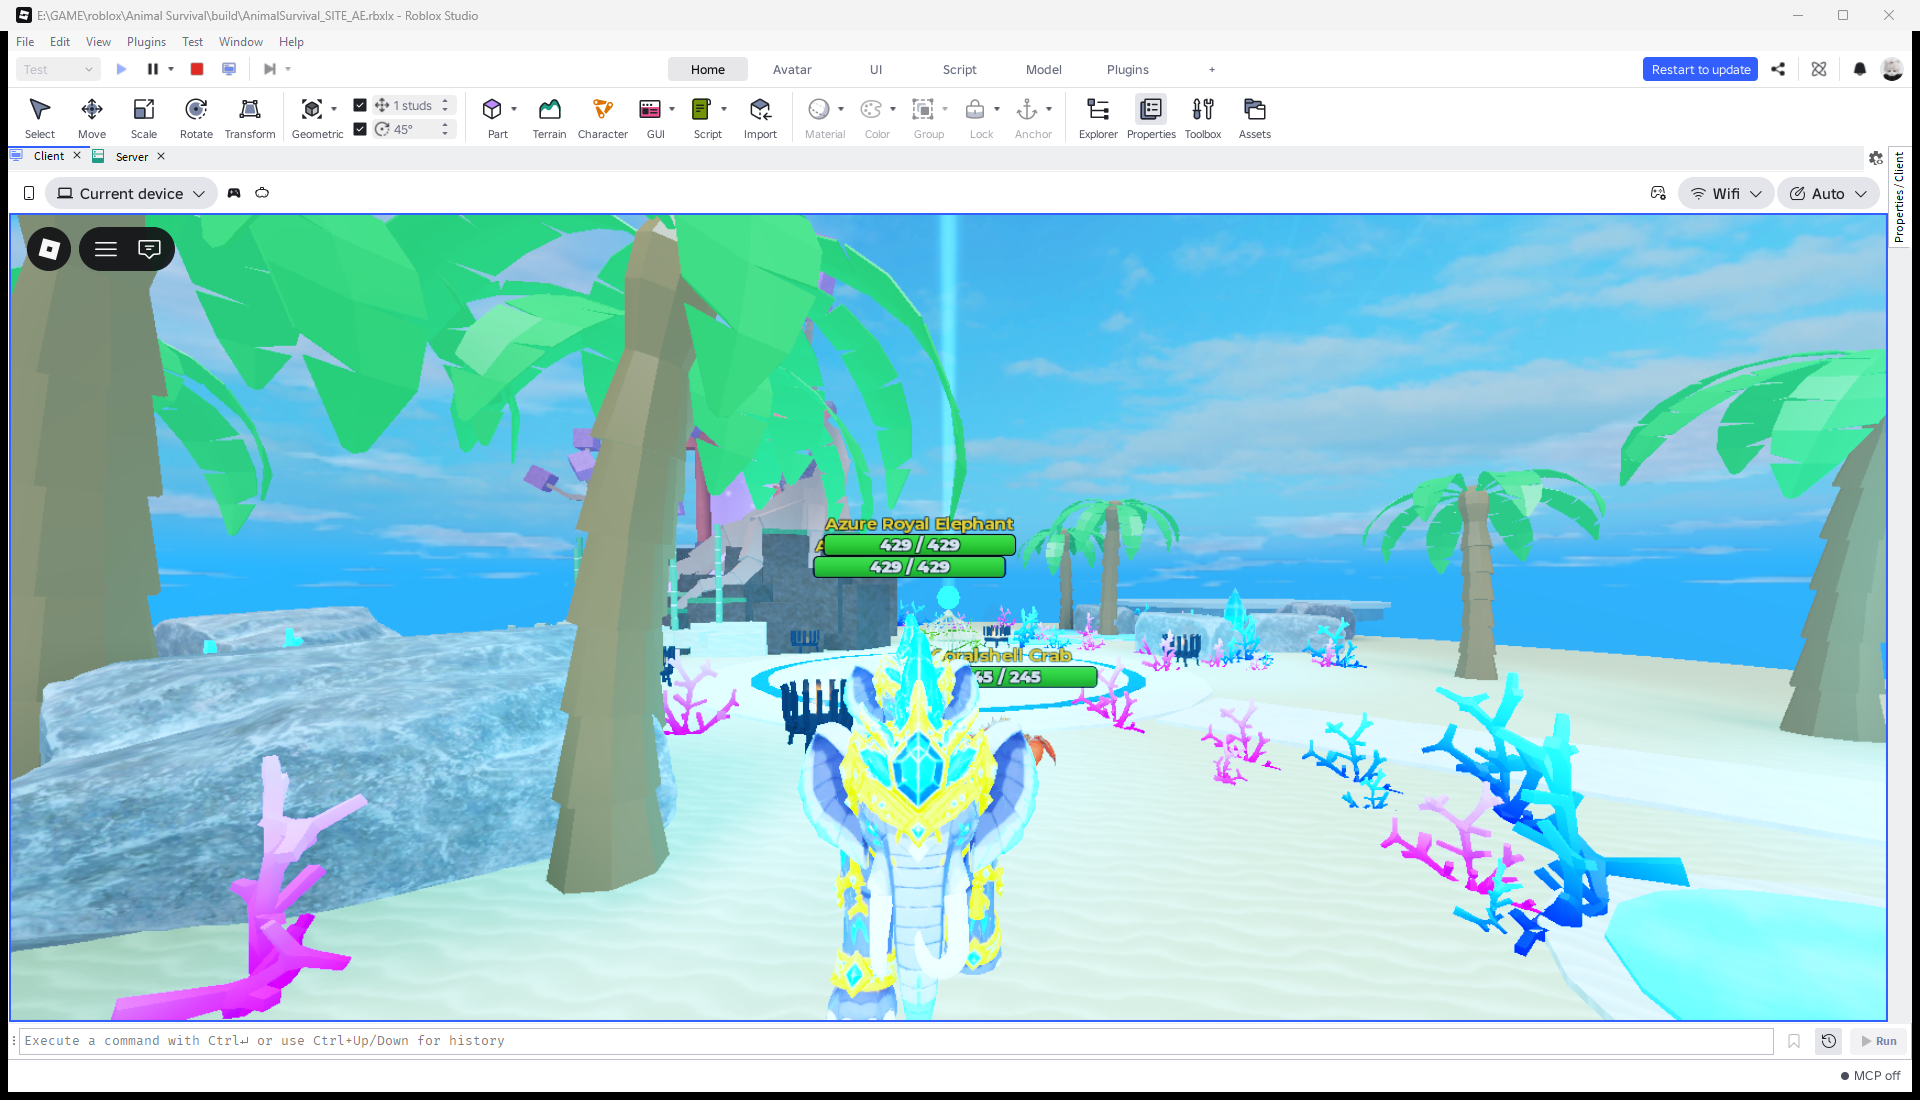 E:\GAME\roblox\Animal Survival\build\AnimalSurvival_SITE_AE.rbxlx - Roblox Studio
File Edit View Plugins Test Window Help
Test
Home Avatar UI Script Model Plugins +
Restart to update
1 studs
45°
Select Move Scale Rotate Transform Geometric Part Terrain Character GUI Script Import Material Color Group Lock Anchor Explorer Properties Toolbox Assets
Client Server
Properties / Client
Current device
Wifi Auto
Azure Royal Elephant
429 / 429
429 / 429
Coralshell Crab
45 / 245
Execute a command with Ctrl↵ or use Ctrl+Up/Down for history
Run
MCP off